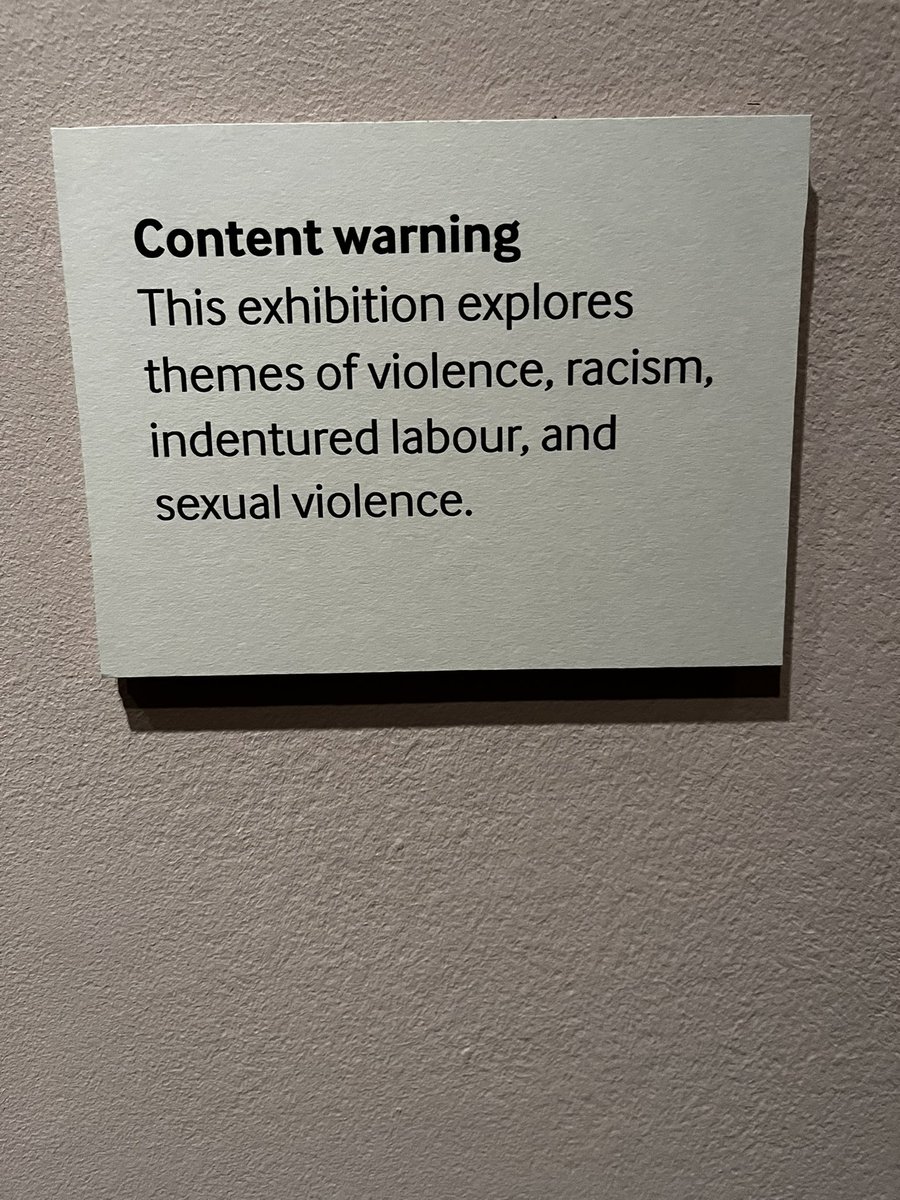 Content warning
This exhibition explores
themes of violence, racism,
indentured labour, and
sexual violence.